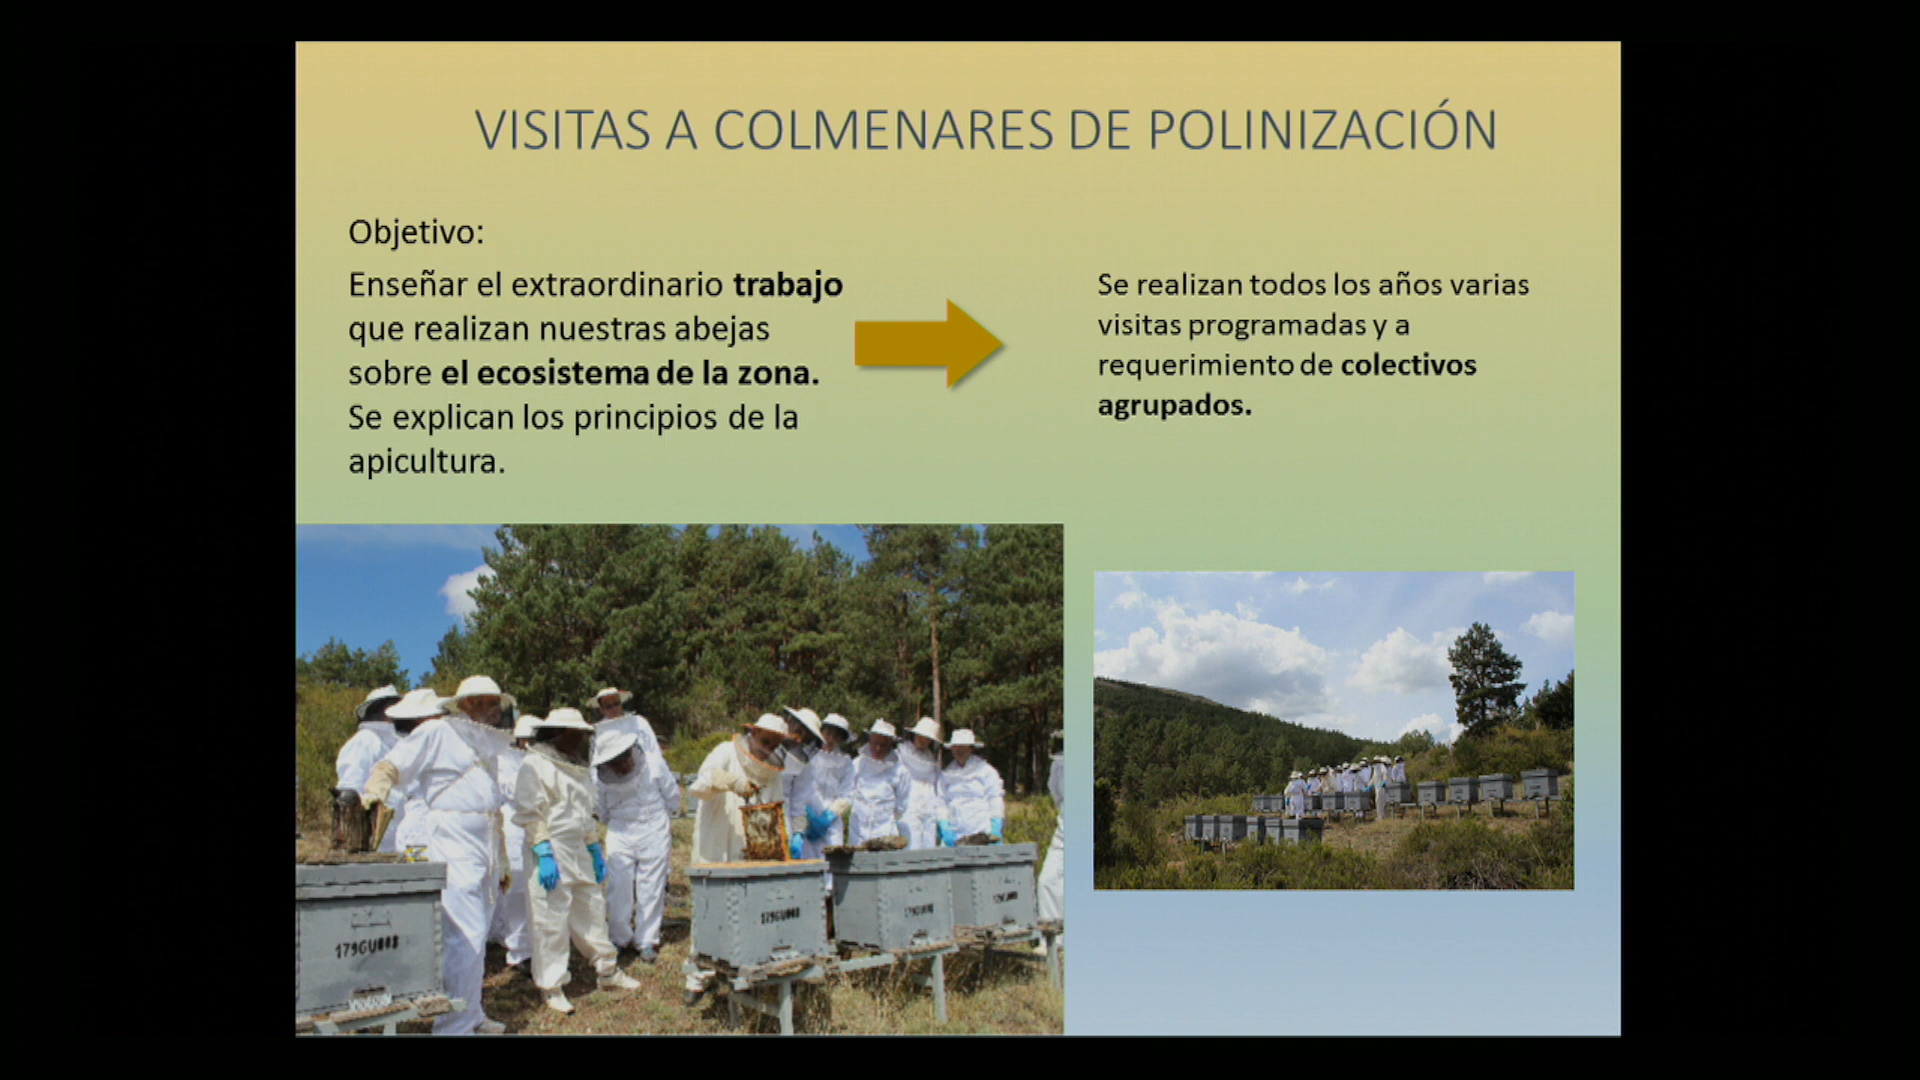 VISITAS A COLMENARES DE POLINIZACIÓN
Objetivo:
Enseñar el extraordinario trabajo
que realizan nuestras abejas
sobre el ecosistema de la zona.
Se explican los principios de la
apicultura.
Se realizan todos los años varias
visitas programadas y a
requerimiento de colectivos
agrupados.